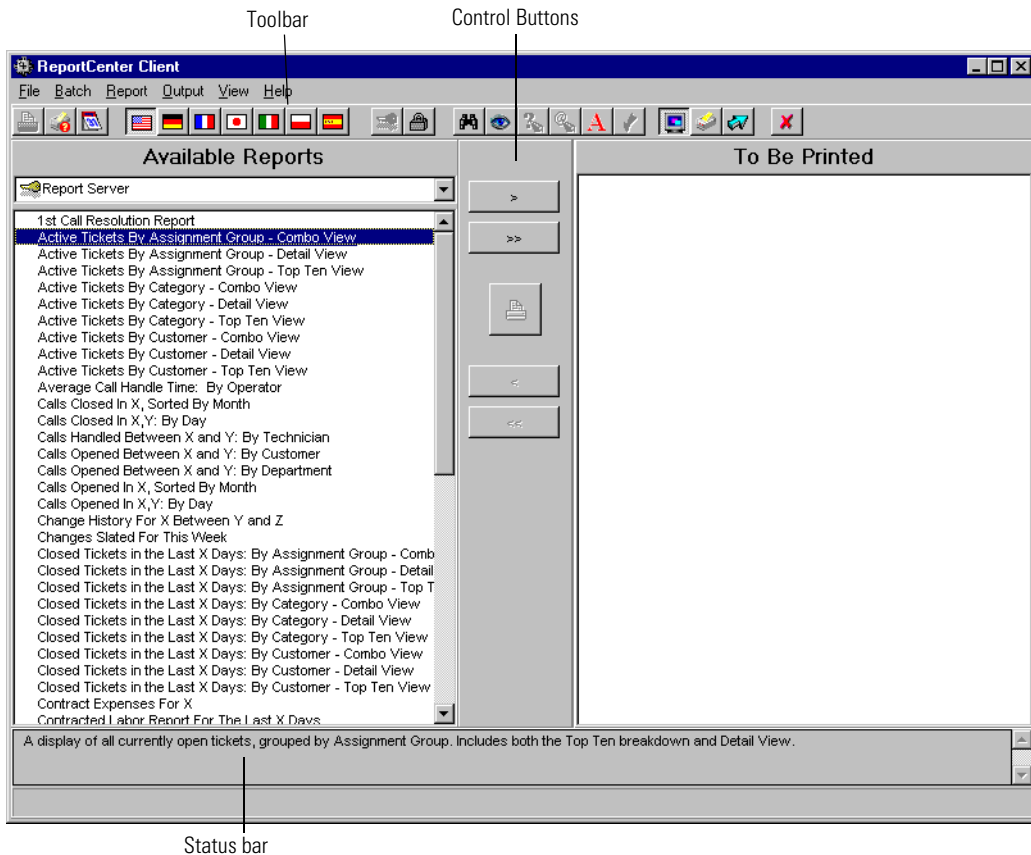 Toolbar
Control Buttons
ReportCenter Client
File Batch Report Output View Help
Available Reports
To Be Printed
Report Server
>
>>
<
<<
1st Call Resolution Report
Active Tickets By Assignment Group - Combo View
Active Tickets By Assignment Group - Detail View
Active Tickets By Assignment Group - Top Ten View
Active Tickets By Category - Combo View
Active Tickets By Category - Detail View
Active Tickets By Category - Top Ten View
Active Tickets By Customer - Combo View
Active Tickets By Customer - Detail View
Active Tickets By Customer - Top Ten View
Average Call Handle Time: By Operator
Calls Closed In X, Sorted By Month
Calls Closed In X,Y: By Day
Calls Handled Between X and Y: By Technician
Calls Opened Between X and Y: By Customer
Calls Opened Between X and Y: By Department
Calls Opened In X, Sorted By Month
Calls Opened In X,Y: By Day
Change History For X Between Y and Z
Changes Slated For This Week
Closed Tickets in the Last X Days: By Assignment Group - Comb
Closed Tickets in the Last X Days: By Assignment Group - Detail
Closed Tickets in the Last X Days: By Assignment Group - Top T
Closed Tickets in the Last X Days: By Category - Combo View
Closed Tickets in the Last X Days: By Category - Detail View
Closed Tickets in the Last X Days: By Category - Top Ten View
Closed Tickets in the Last X Days: By Customer - Combo View
Closed Tickets in the Last X Days: By Customer - Detail View
Closed Tickets in the Last X Days: By Customer - Top Ten View
Contract Expenses For X
Contracted Labor Report For The Last X Days
A display of all currently open tickets, grouped by Assignment Group. Includes both the Top Ten breakdown and Detail View.
Status bar